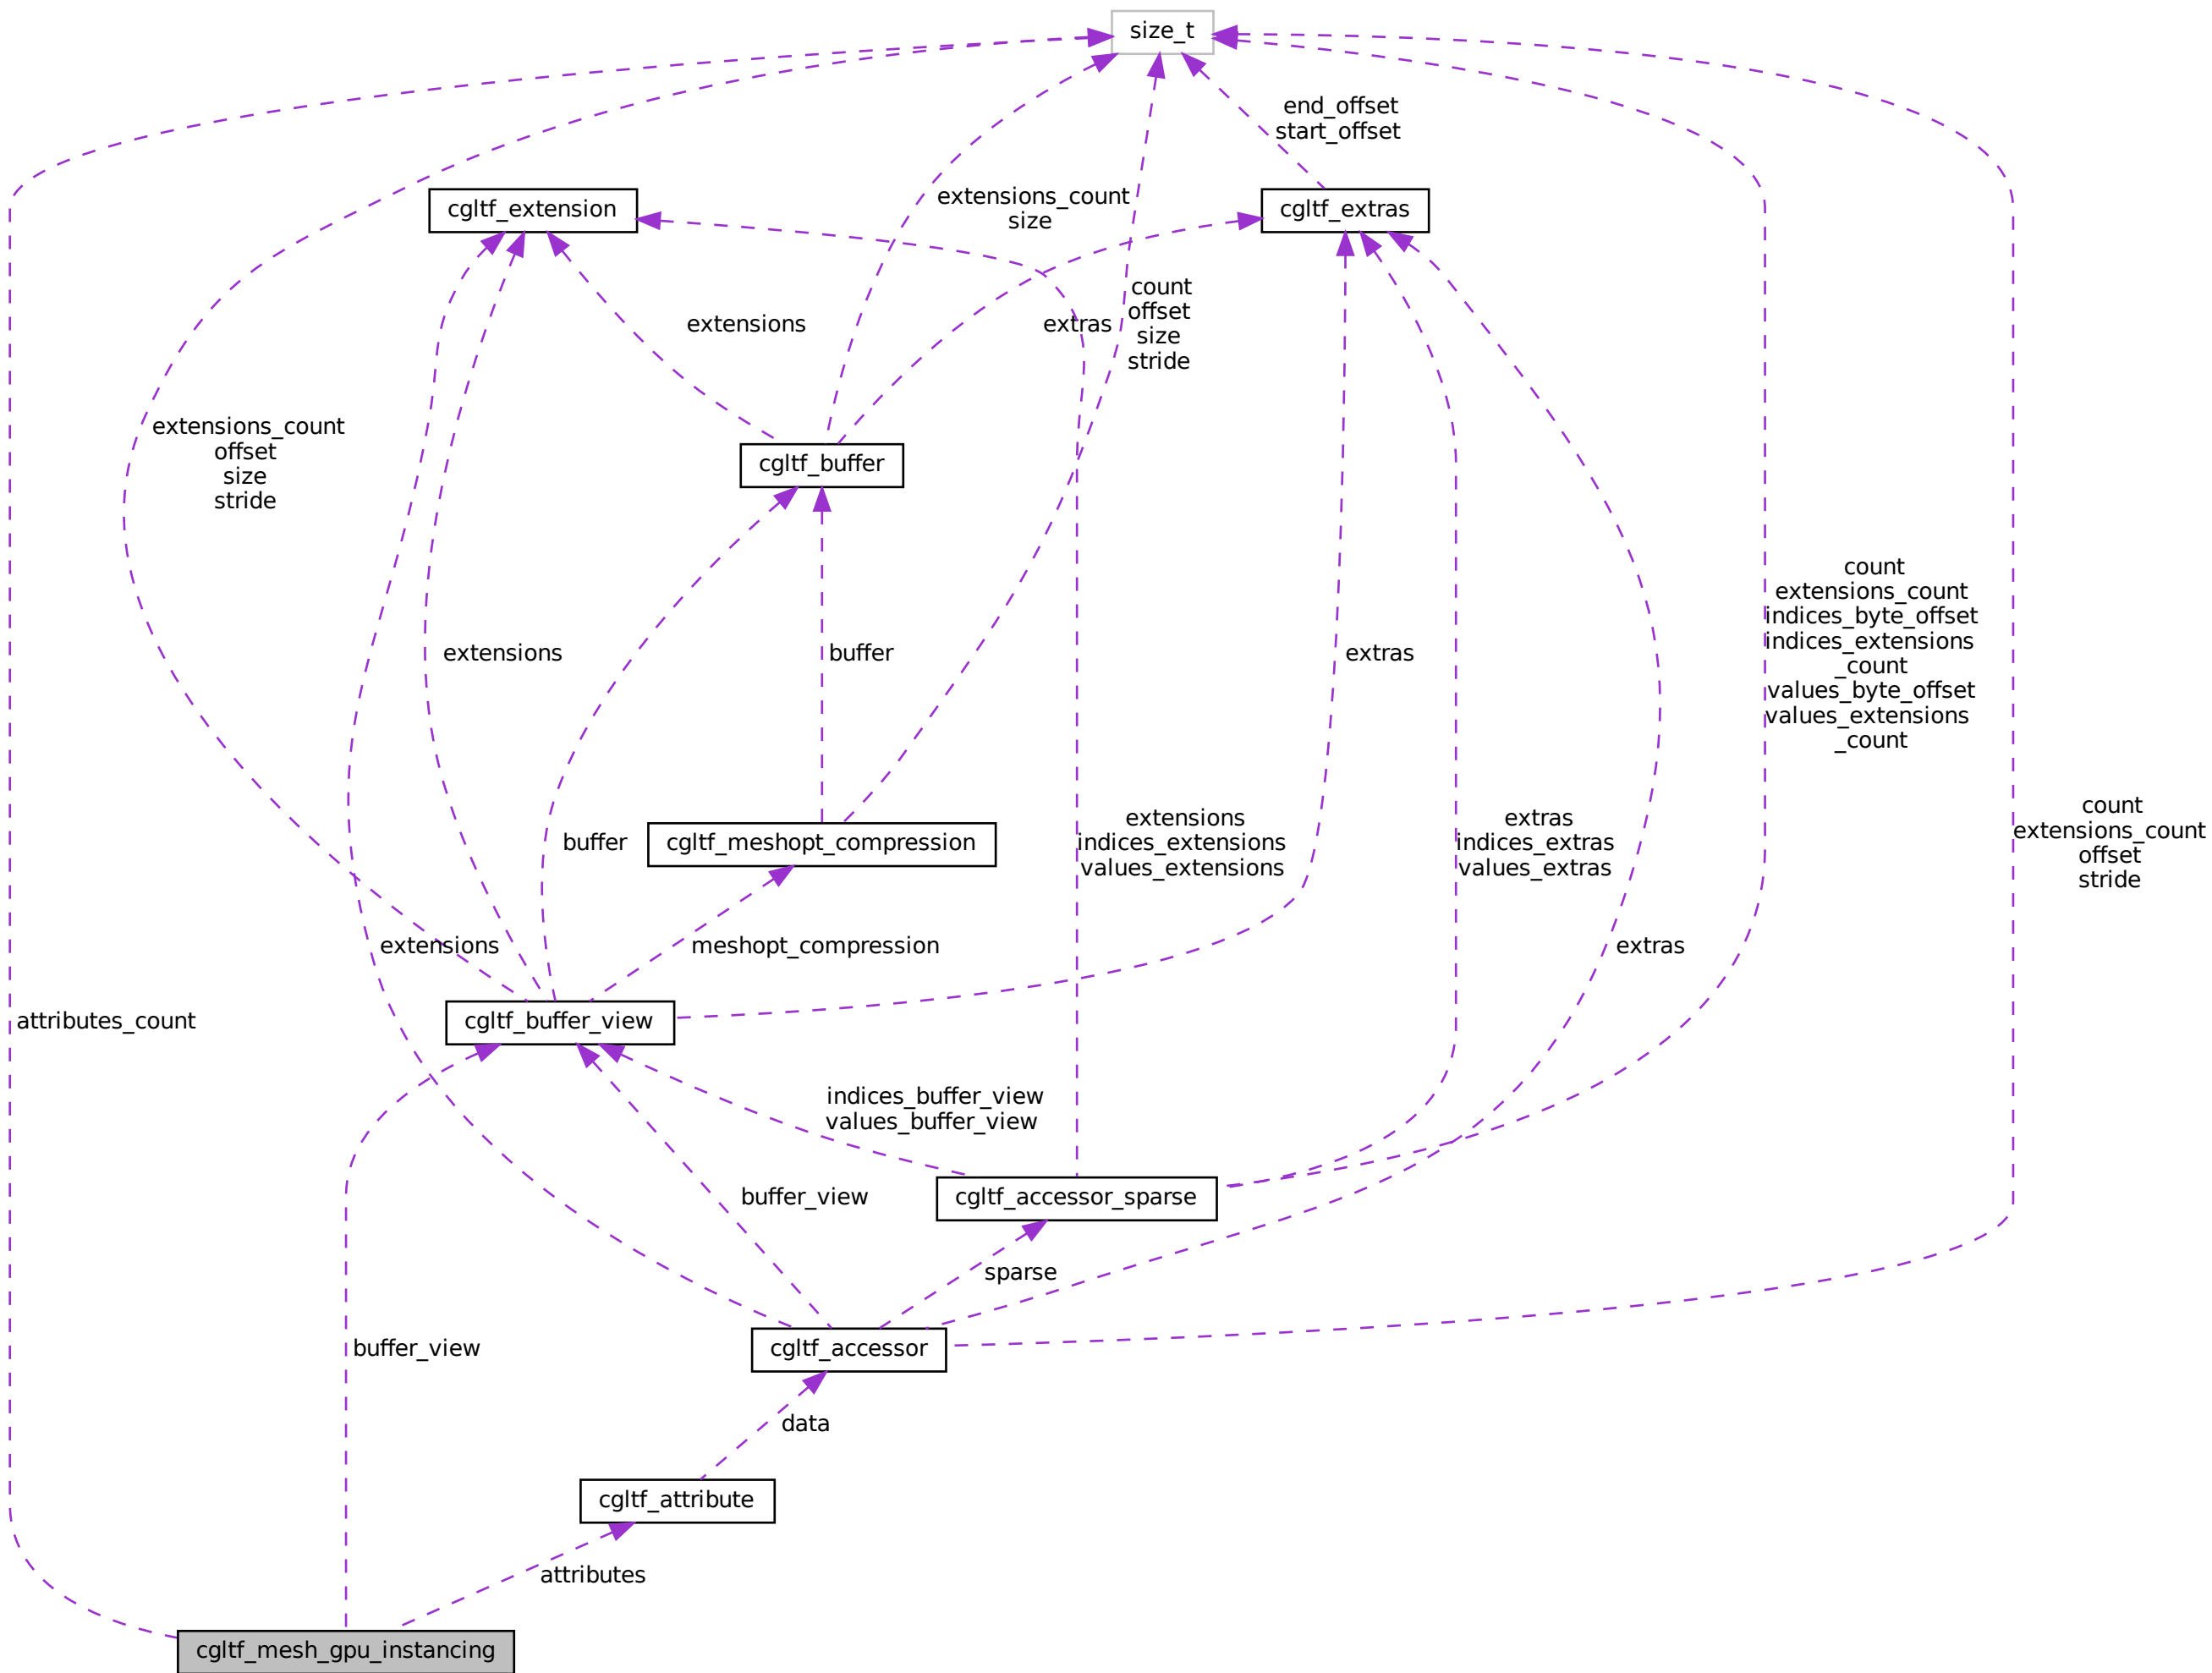 size_t
end_offset
start_offset
cgltf_extension
extensions_count
size
cgltf_extras
extensions
extras
count
offset
size
stride
extensions_count
offset
size
stride
cgltf_buffer
count
extensions_count
indices_byte_offset
indices_extensions
_count
values_byte_offset
values_extensions
_count
extensions
buffer
extras
buffer
cgltf_meshopt_compression
extensions
indices_extensions
values_extensions
extras
indices_extras
values_extras
count
extensions_count
offset
stride
extensions
meshopt_compression
extras
attributes_count
cgltf_buffer_view
indices_buffer_view
values_buffer_view
buffer_view
cgltf_accessor_sparse
sparse
buffer_view
cgltf_accessor
data
cgltf_attribute
attributes
cgltf_mesh_gpu_instancing